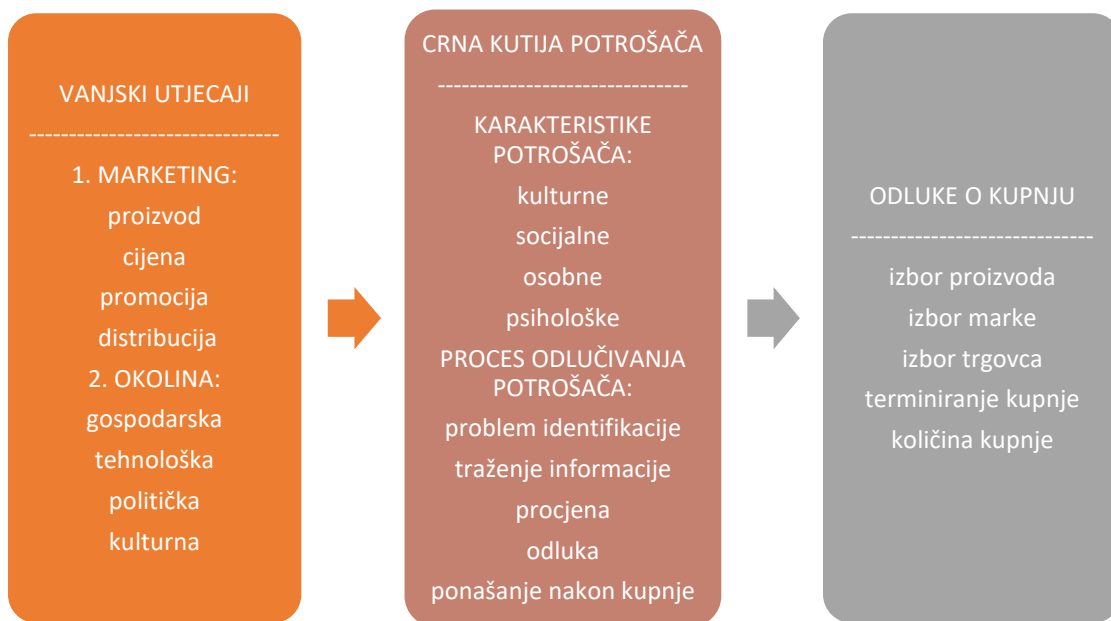 VANJSKI UTJECAJI
-------------------------------
1. MARKETING:
proizvod
cijena
promocija
distribucija
2. OKOLINA:
gospodarska
tehnološka
politička
kulturna
CRNA KUTIJA POTROŠAČA
-------------------------------
KARAKTERISTIKE
POTROŠAČA:
kulturne
socijalne
osobne
psihološke
PROCES ODLUČIVANJA
POTROŠAČA:
problem identifikacije
traženje informacije
procjena
odluka
ponašanje nakon kupnje
ODLUKE O KUPNJU
------------------------------
izbor proizvoda
izbor marke
izbor trgovca
terminiranje kupnje
količina kupnje